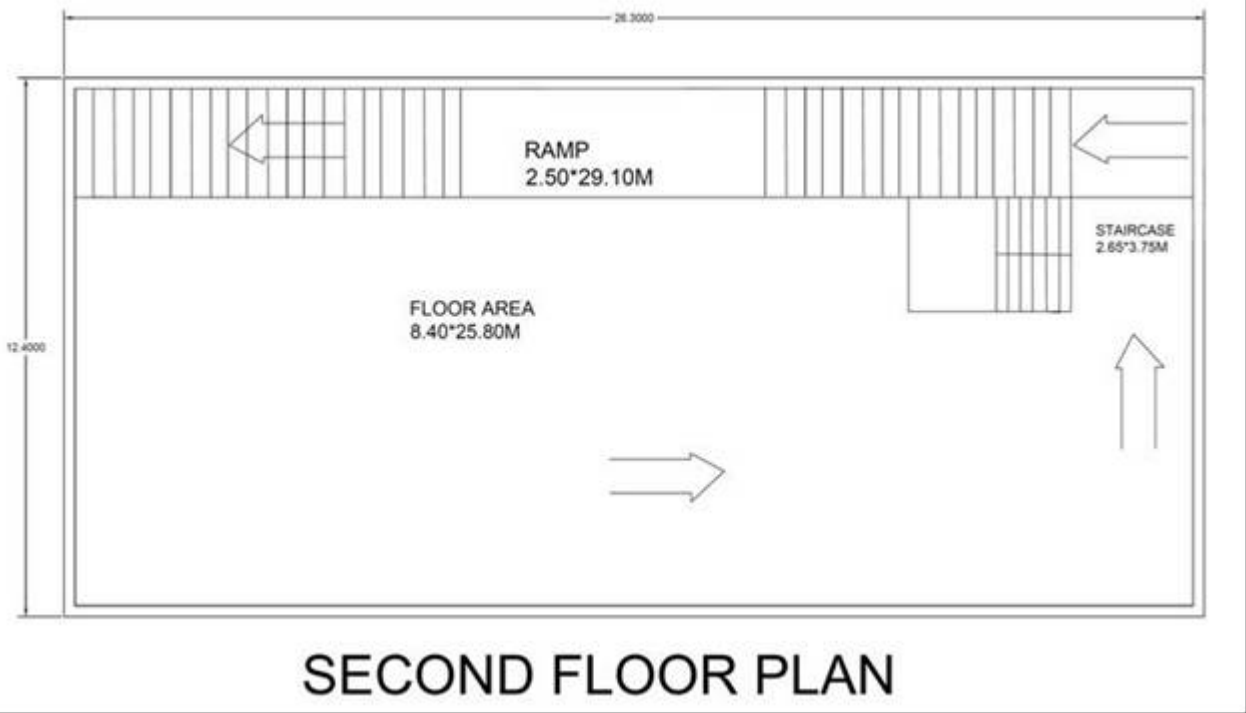 26.3000
RAMP
2.50*29.10M
STAIRCASE
2.65*3.75M
FLOOR AREA
8.40*25.80M
12.4000
SECOND FLOOR PLAN